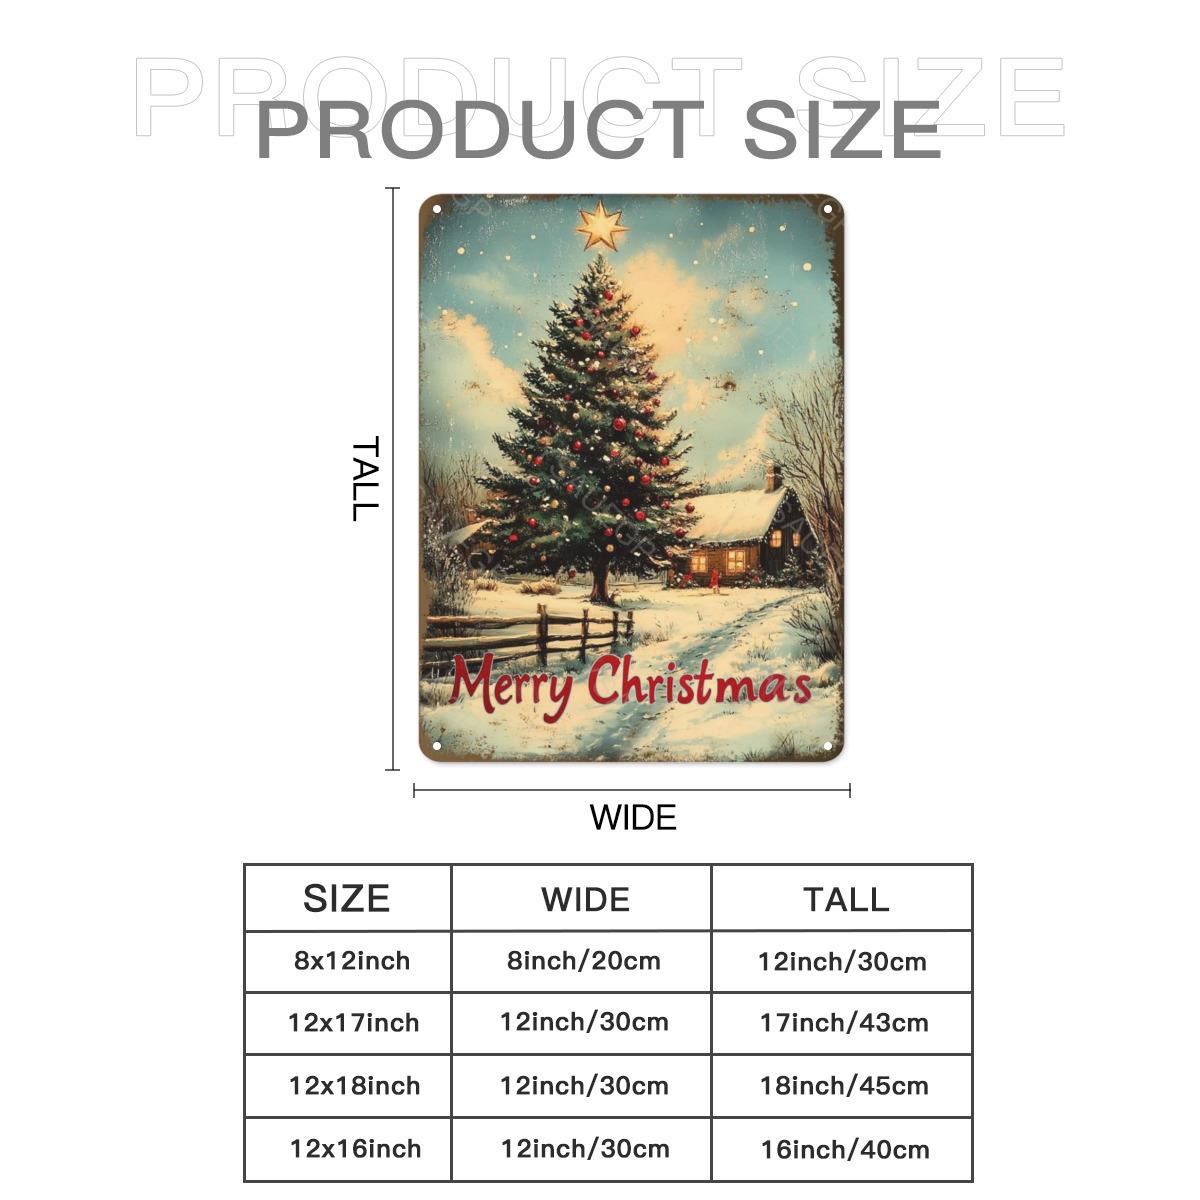 PRODUCT SIZE
PRODUCT SIZE
TALL
Merry Christmas
WIDE
SIZE WIDE TALL
8x12inch 8inch/20cm 12inch/30cm
12x17inch 12inch/30cm 17inch/43cm
12x18inch 12inch/30cm 18inch/45cm
12x16inch 12inch/30cm 16inch/40cm